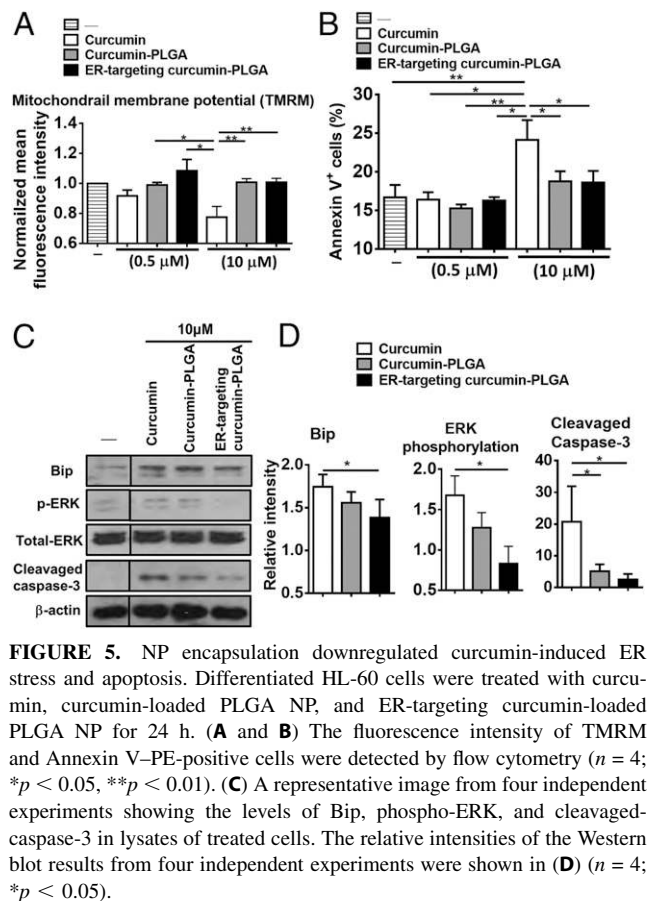 A
—
Curcumin
Curcumin-PLGA
ER-targeting curcumin-PLGA
Mitochondrail membrane potential (TMRM)
Normailzed mean
fluorescence intensity
1.4
1.2
1.0
0.8
0.6
*
*
**
**
–
(0.5 µM)
(10 µM)
B
—
Curcumin
Curcumin-PLGA
ER-targeting curcumin-PLGA
Annexin V+ cells (%)
30
25
20
15
10
**
*
**
*
*
*
–
(0.5 µM)
(10 µM)
C
10µM
—
Curcumin
Curcumin-PLGA
ER-targeting
curcumin-PLGA
Bip
p-ERK
Total-ERK
Cleavaged
caspase-3
β-actin
D
Curcumin
Curcumin-PLGA
ER-targeting curcumin-PLGA
Relative intensity
Bip
2.0
1.5
1.0
0.5
*
ERK
phosphorylation
2.0
1.5
1.0
0.5
*
Cleavaged
Caspase-3
40
30
20
10
0
*
*
FIGURE 5. NP encapsulation downregulated curcumin-induced ER
stress and apoptosis. Differentiated HL-60 cells were treated with curcu-
min, curcumin-loaded PLGA NP, and ER-targeting curcumin-loaded
PLGA NP for 24 h. (A and B) The fluorescence intensity of TMRM
and Annexin V–PE-positive cells were detected by flow cytometry (n = 4;
*p < 0.05, **p < 0.01). (C) A representative image from four independent
experiments showing the levels of Bip, phospho-ERK, and cleavaged-
caspase-3 in lysates of treated cells. The relative intensities of the Western
blot results from four independent experiments were shown in (D) (n = 4;
*p < 0.05).